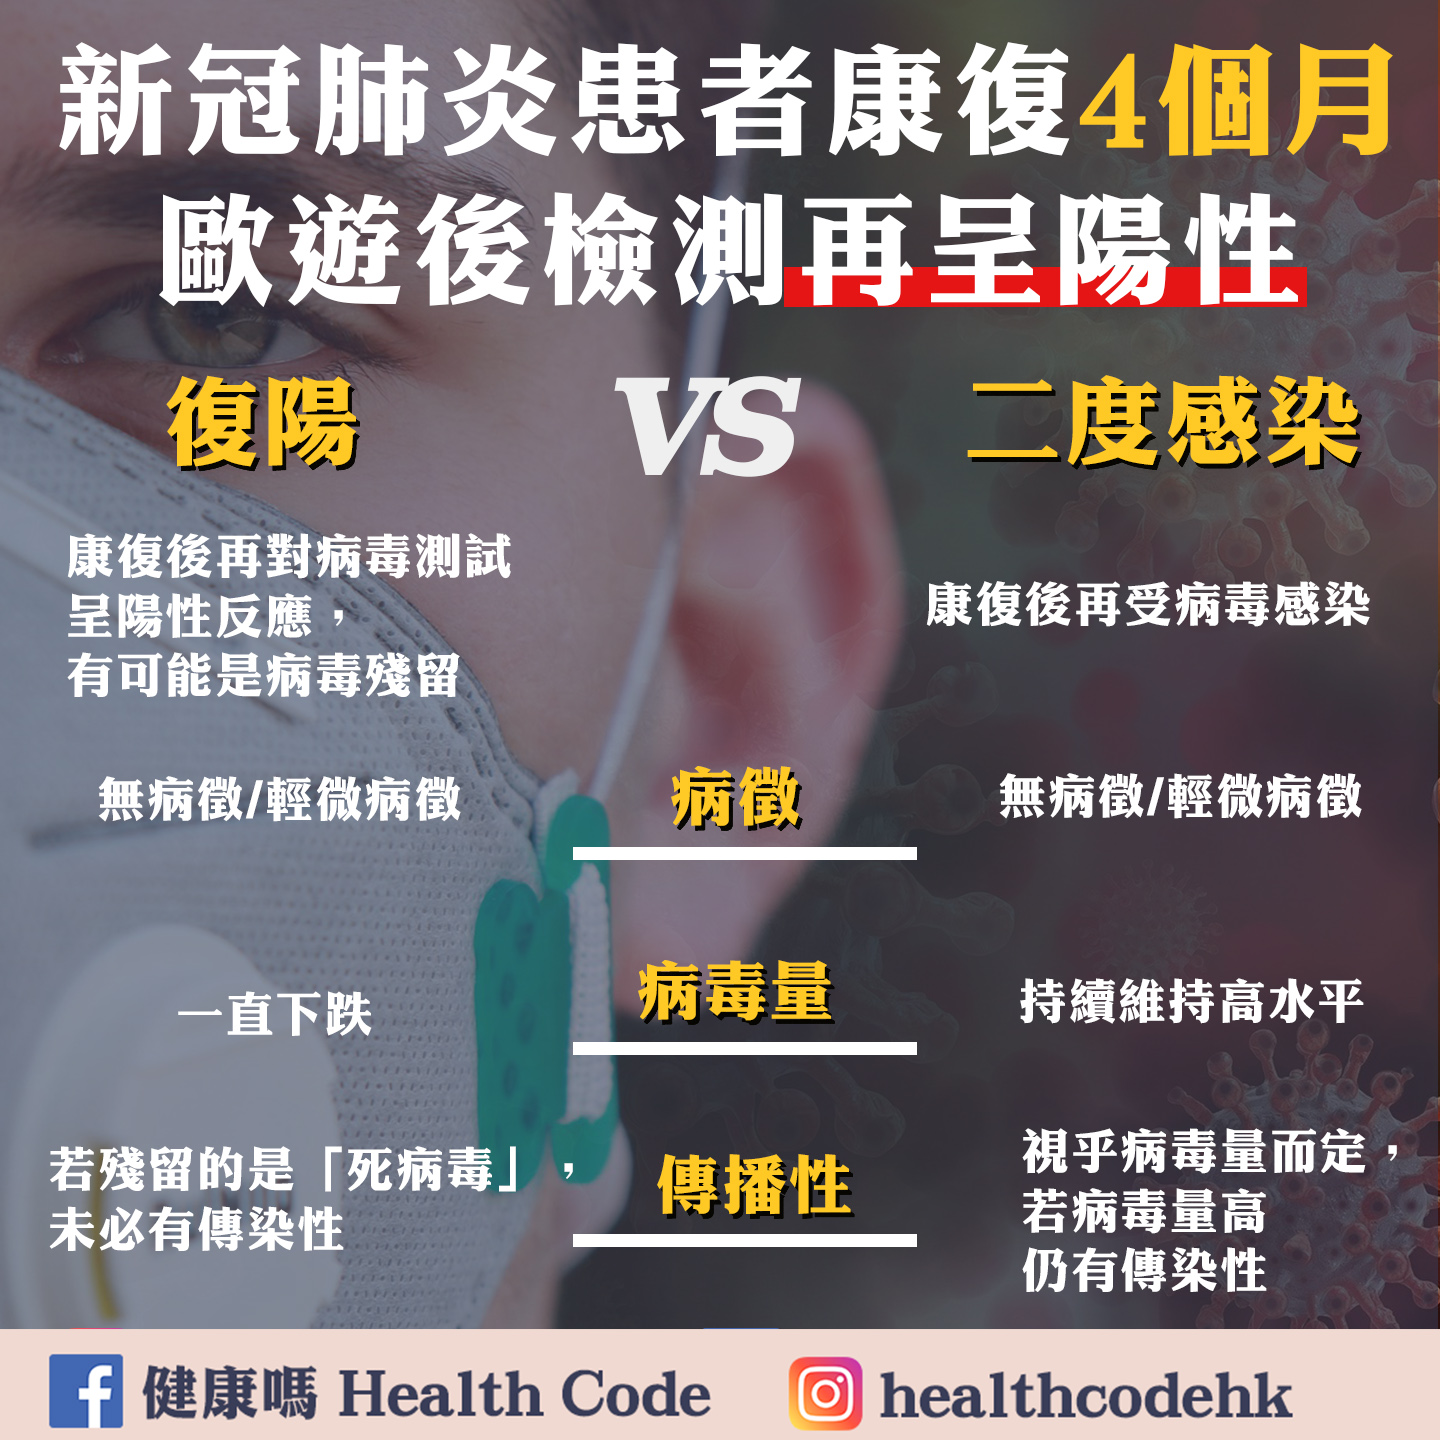 新冠肺炎患者康復4個月
歐遊後檢測再呈陽性
復陽
vs
二度感染
康復後再對病毒測試
呈陽性反應，
有可能是病毒殘留
康復後再受病毒感染
無病徵/輕微病徵
病徵
無病徵/輕微病徵
一直下跌
病毒量
持續維持高水平
若殘留的是「死病毒」，
未必有傳染性
傳播性
視乎病毒量而定，
若病毒量高
仍有傳染性
健康嗎 Health Code
healthcodehk